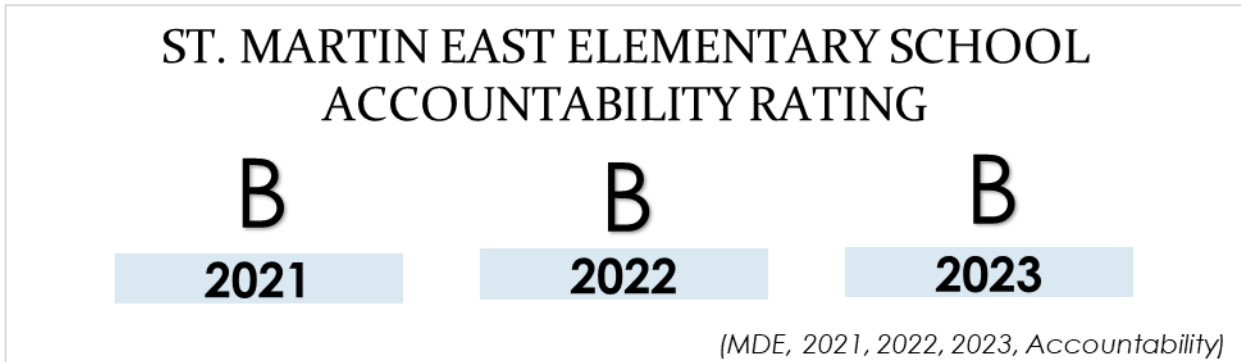 ST. MARTIN EAST ELEMENTARY SCHOOL
ACCOUNTABILITY RATING
B B B
2021 2022 2023
(MDE, 2021, 2022, 2023, Accountability)